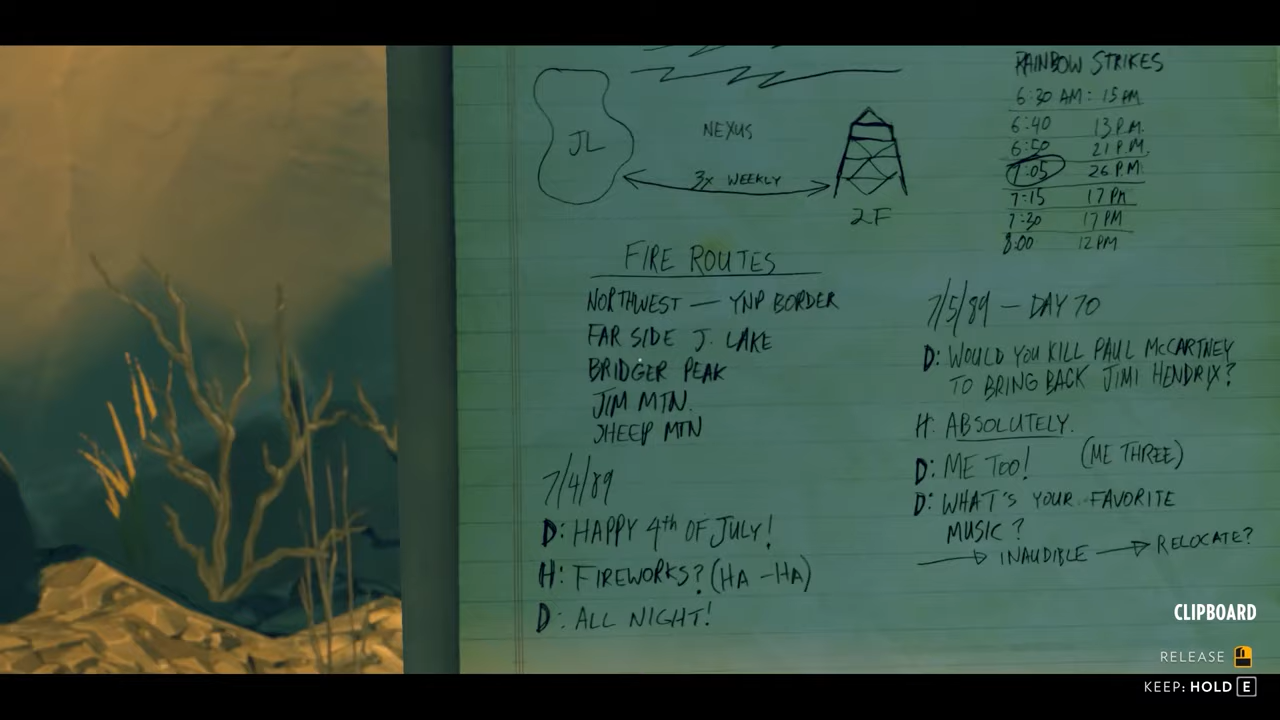 JL
NEXUS
3x WEEKLY
2F
FIRE ROUTES
NORTHWEST — YNP BORDER
FAR SIDE J. LAKE
BRIDGER PEAK
JIM MTN.
SHEEP MTN
7/4/89
D: HAPPY 4th OF JULY!
H: FIREWORKS? (HA-HA)
D: ALL NIGHT!
RAINBOW STRIKES
6:30 AM: 15 PM
6:40 13 P.M.
6:50 21 P.M.
7:05 26 P.M.
7:15 17 PM
7:30 17 PM
8:00 12 PM
7/5/89 — DAY 70
D: WOULD YOU KILL PAUL McCARTNEY
TO BRING BACK JIMI HENDRIX?
H: ABSOLUTELY.
D: ME TOO! (ME THREE)
D: WHAT'S YOUR FAVORITE
MUSIC?
→ INAUDIBLE → RELOCATE?
CLIPBOARD
RELEASE
KEEP: HOLD E